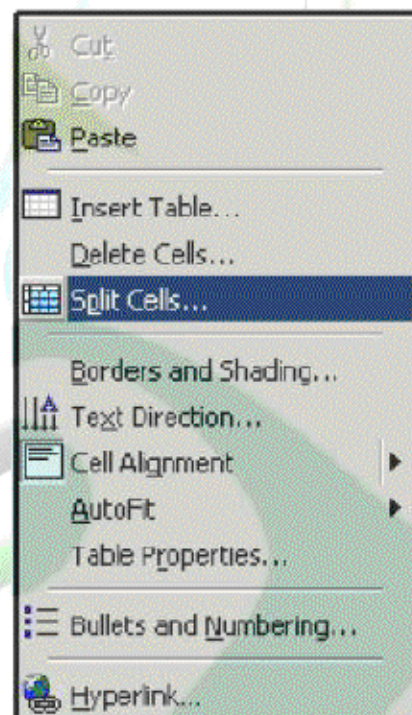 Cut
Copy
Paste
Insert Table...
Delete Cells...
Split Cells...
Borders and Shading...
Text Direction...
Cell Alignment
AutoFit
Table Properties...
Bullets and Numbering...
Hyperlink...